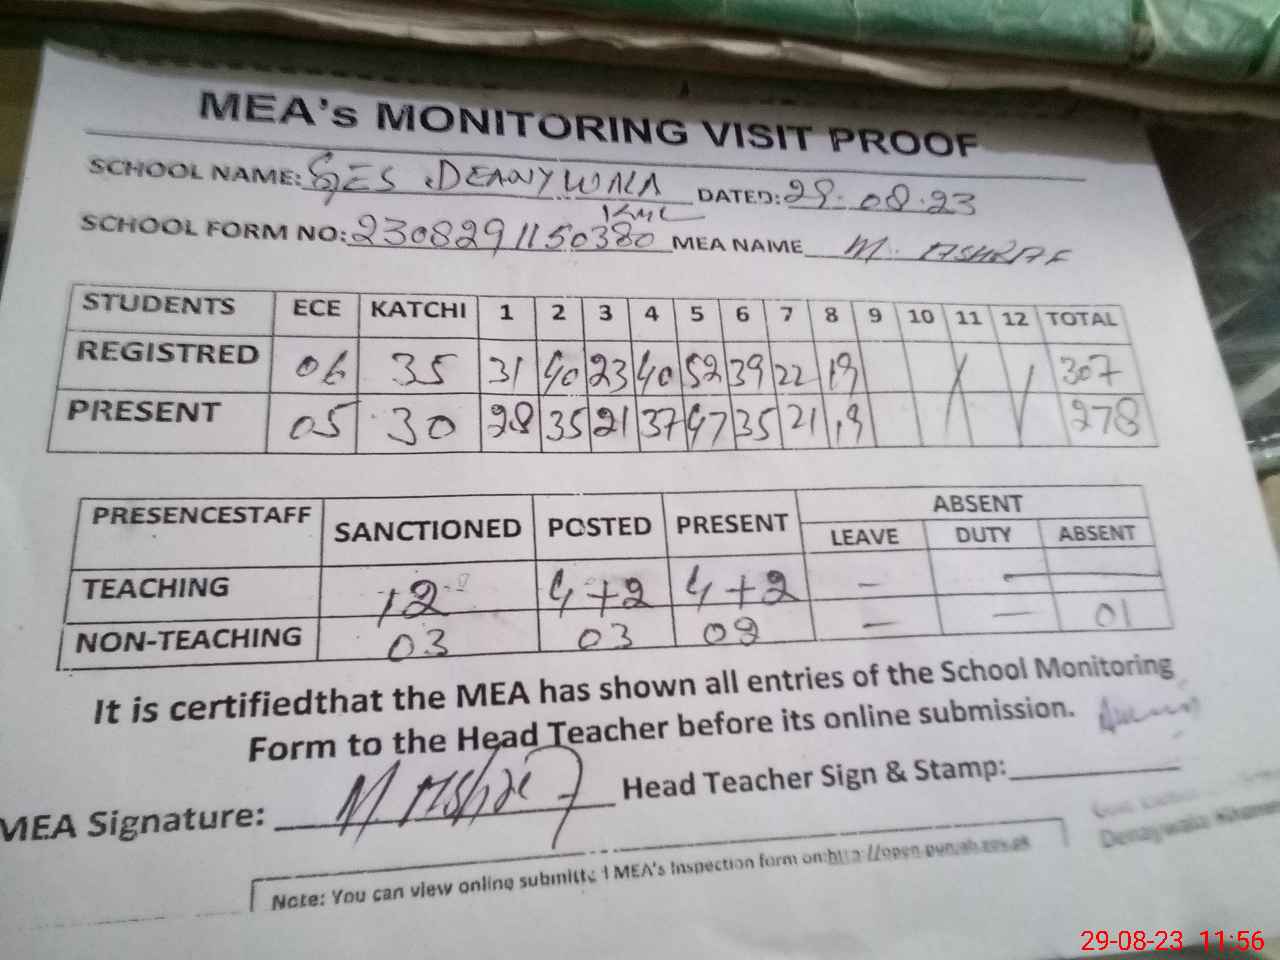 MEA's MONITORING VISIT PROOF
SCHOOL NAME: GES DEANYWALA DATED: 29.08.23
SCHOOL FORM NO: 2308291150380 MEA NAME M. ASHRAF
STUDENTS ECE KATCHI 1 2 3 4 5 6 7 8 9 10 11 12 TOTAL
REGISTRED 06 35 31 40 23 40 52 39 22 19 307
PRESENT 05 30 28 35 21 37 47 35 21 19 278
PRESENCESTAFF SANCTIONED POSTED PRESENT ABSENT
LEAVE DUTY ABSENT
TEACHING 12 4+2 4+2 — — —
NON-TEACHING 03 03 — — 01
It is certifiedthat the MEA has shown all entries of the School Monitoring
Form to the Head Teacher before its online submission.
MEA Signature: M Ashraf Head Teacher Sign & Stamp:
Note: You can view online submitted MEA's Inspection form on:http://open.punjab.gov.pk
29-08-23 11:56